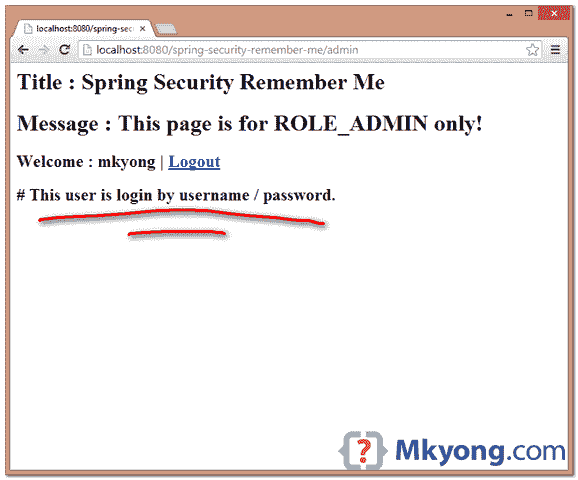 localhost:8080/spring-sec
localhost:8080/spring-security-remember-me/admin
Title : Spring Security Remember Me
Message : This page is for ROLE_ADMIN only!
Welcome : mkyong | Logout
# This user is login by username / password.
{?} Mkyong.com